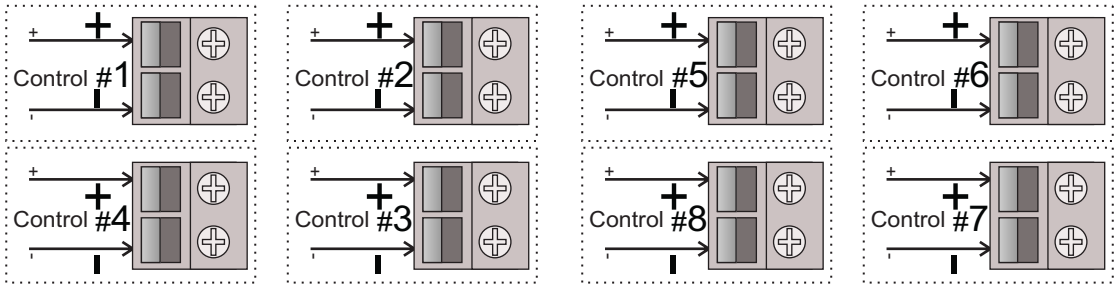 + +
Control #1
- -
+ +
Control #2
- -
+ +
Control #5
- -
+ +
Control #6
- -
+ +
Control #4
- -
+ +
Control #3
- -
+ +
Control #8
- -
+ +
Control #7
- -